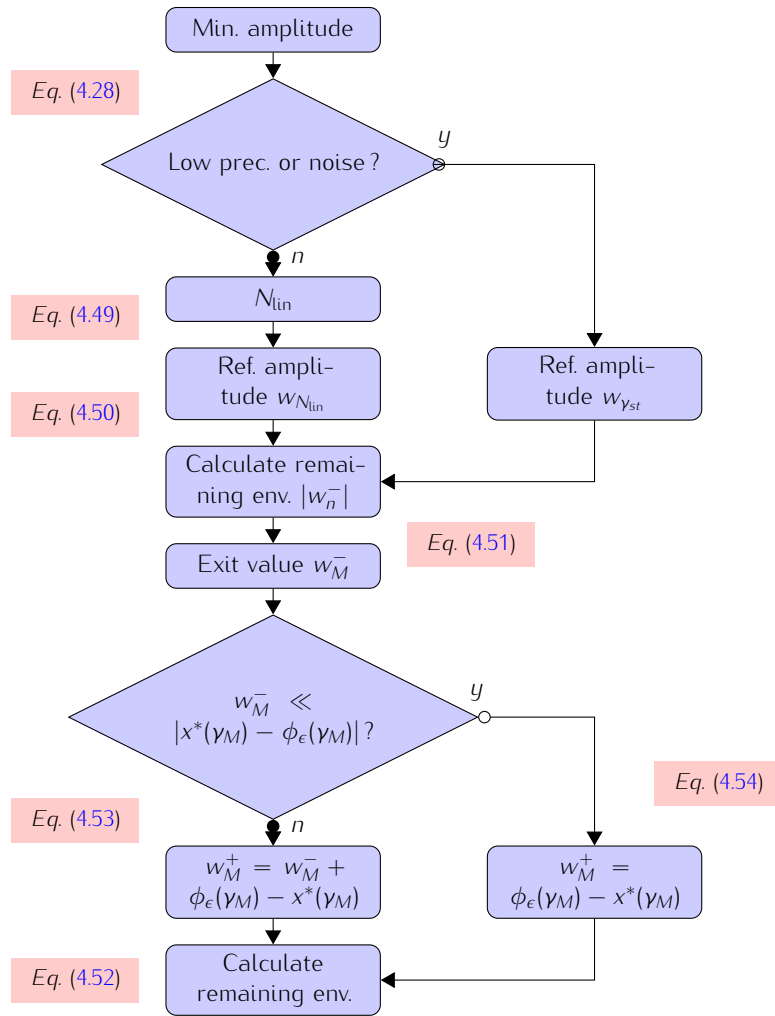 Min. amplitude
Eq. (4.28)
y
Low prec. or noise ?
n
N_lin
Eq. (4.49)
Ref. ampli-
tude w_{N_lin}
Ref. ampli-
tude w_{γ_{st}}
Eq. (4.50)
Calculate remai-
ning env. |w_n^−|
Eq. (4.51)
Exit value w_M^−
y
w_M^− ≪
|x*(γ_M) − ϕ_ϵ(γ_M)| ?
Eq. (4.54)
Eq. (4.53)
n
w_M^+ = w_M^− +
ϕ_ϵ(γ_M) − x*(γ_M)
w_M^+ =
ϕ_ϵ(γ_M) − x*(γ_M)
Eq. (4.52)
Calculate
remaining env.